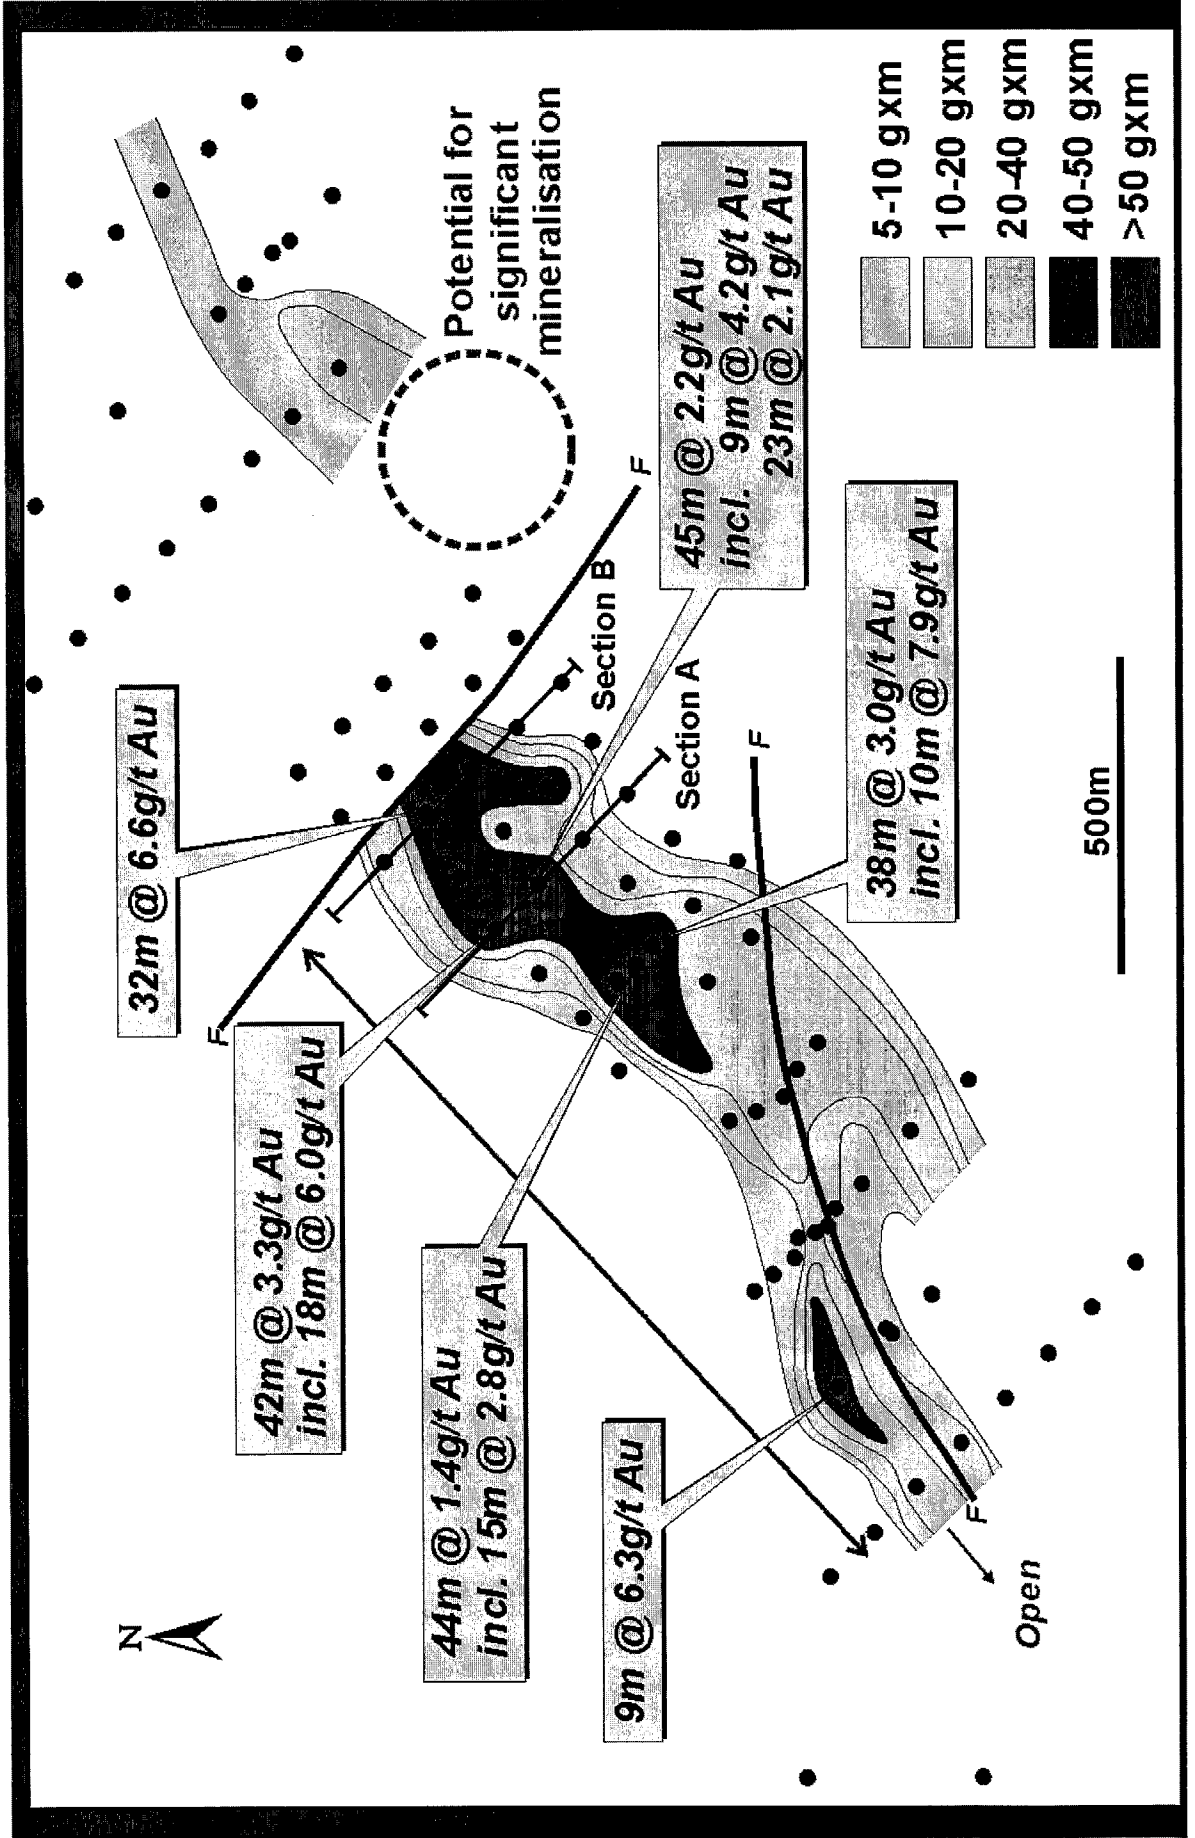 N
F
32m @ 6.6g/t Au
42m @ 3.3g/t Au
incl. 18m @ 6.0g/t Au
44m @ 1.4g/t Au
incl. 15m @ 2.8g/t Au
9m @ 6.3g/t Au
Open
F
Potential for
significant
mineralisation
F
Section B
Section A
F
45m @ 2.2g/t Au
incl. 9m @ 4.2g/t Au
23m @ 2.1g/t Au
38m @ 3.0g/t Au
incl. 10m @ 7.9g/t Au
500m
5-10 gxm
10-20 gxm
20-40 gxm
40-50 gxm
>50 gxm